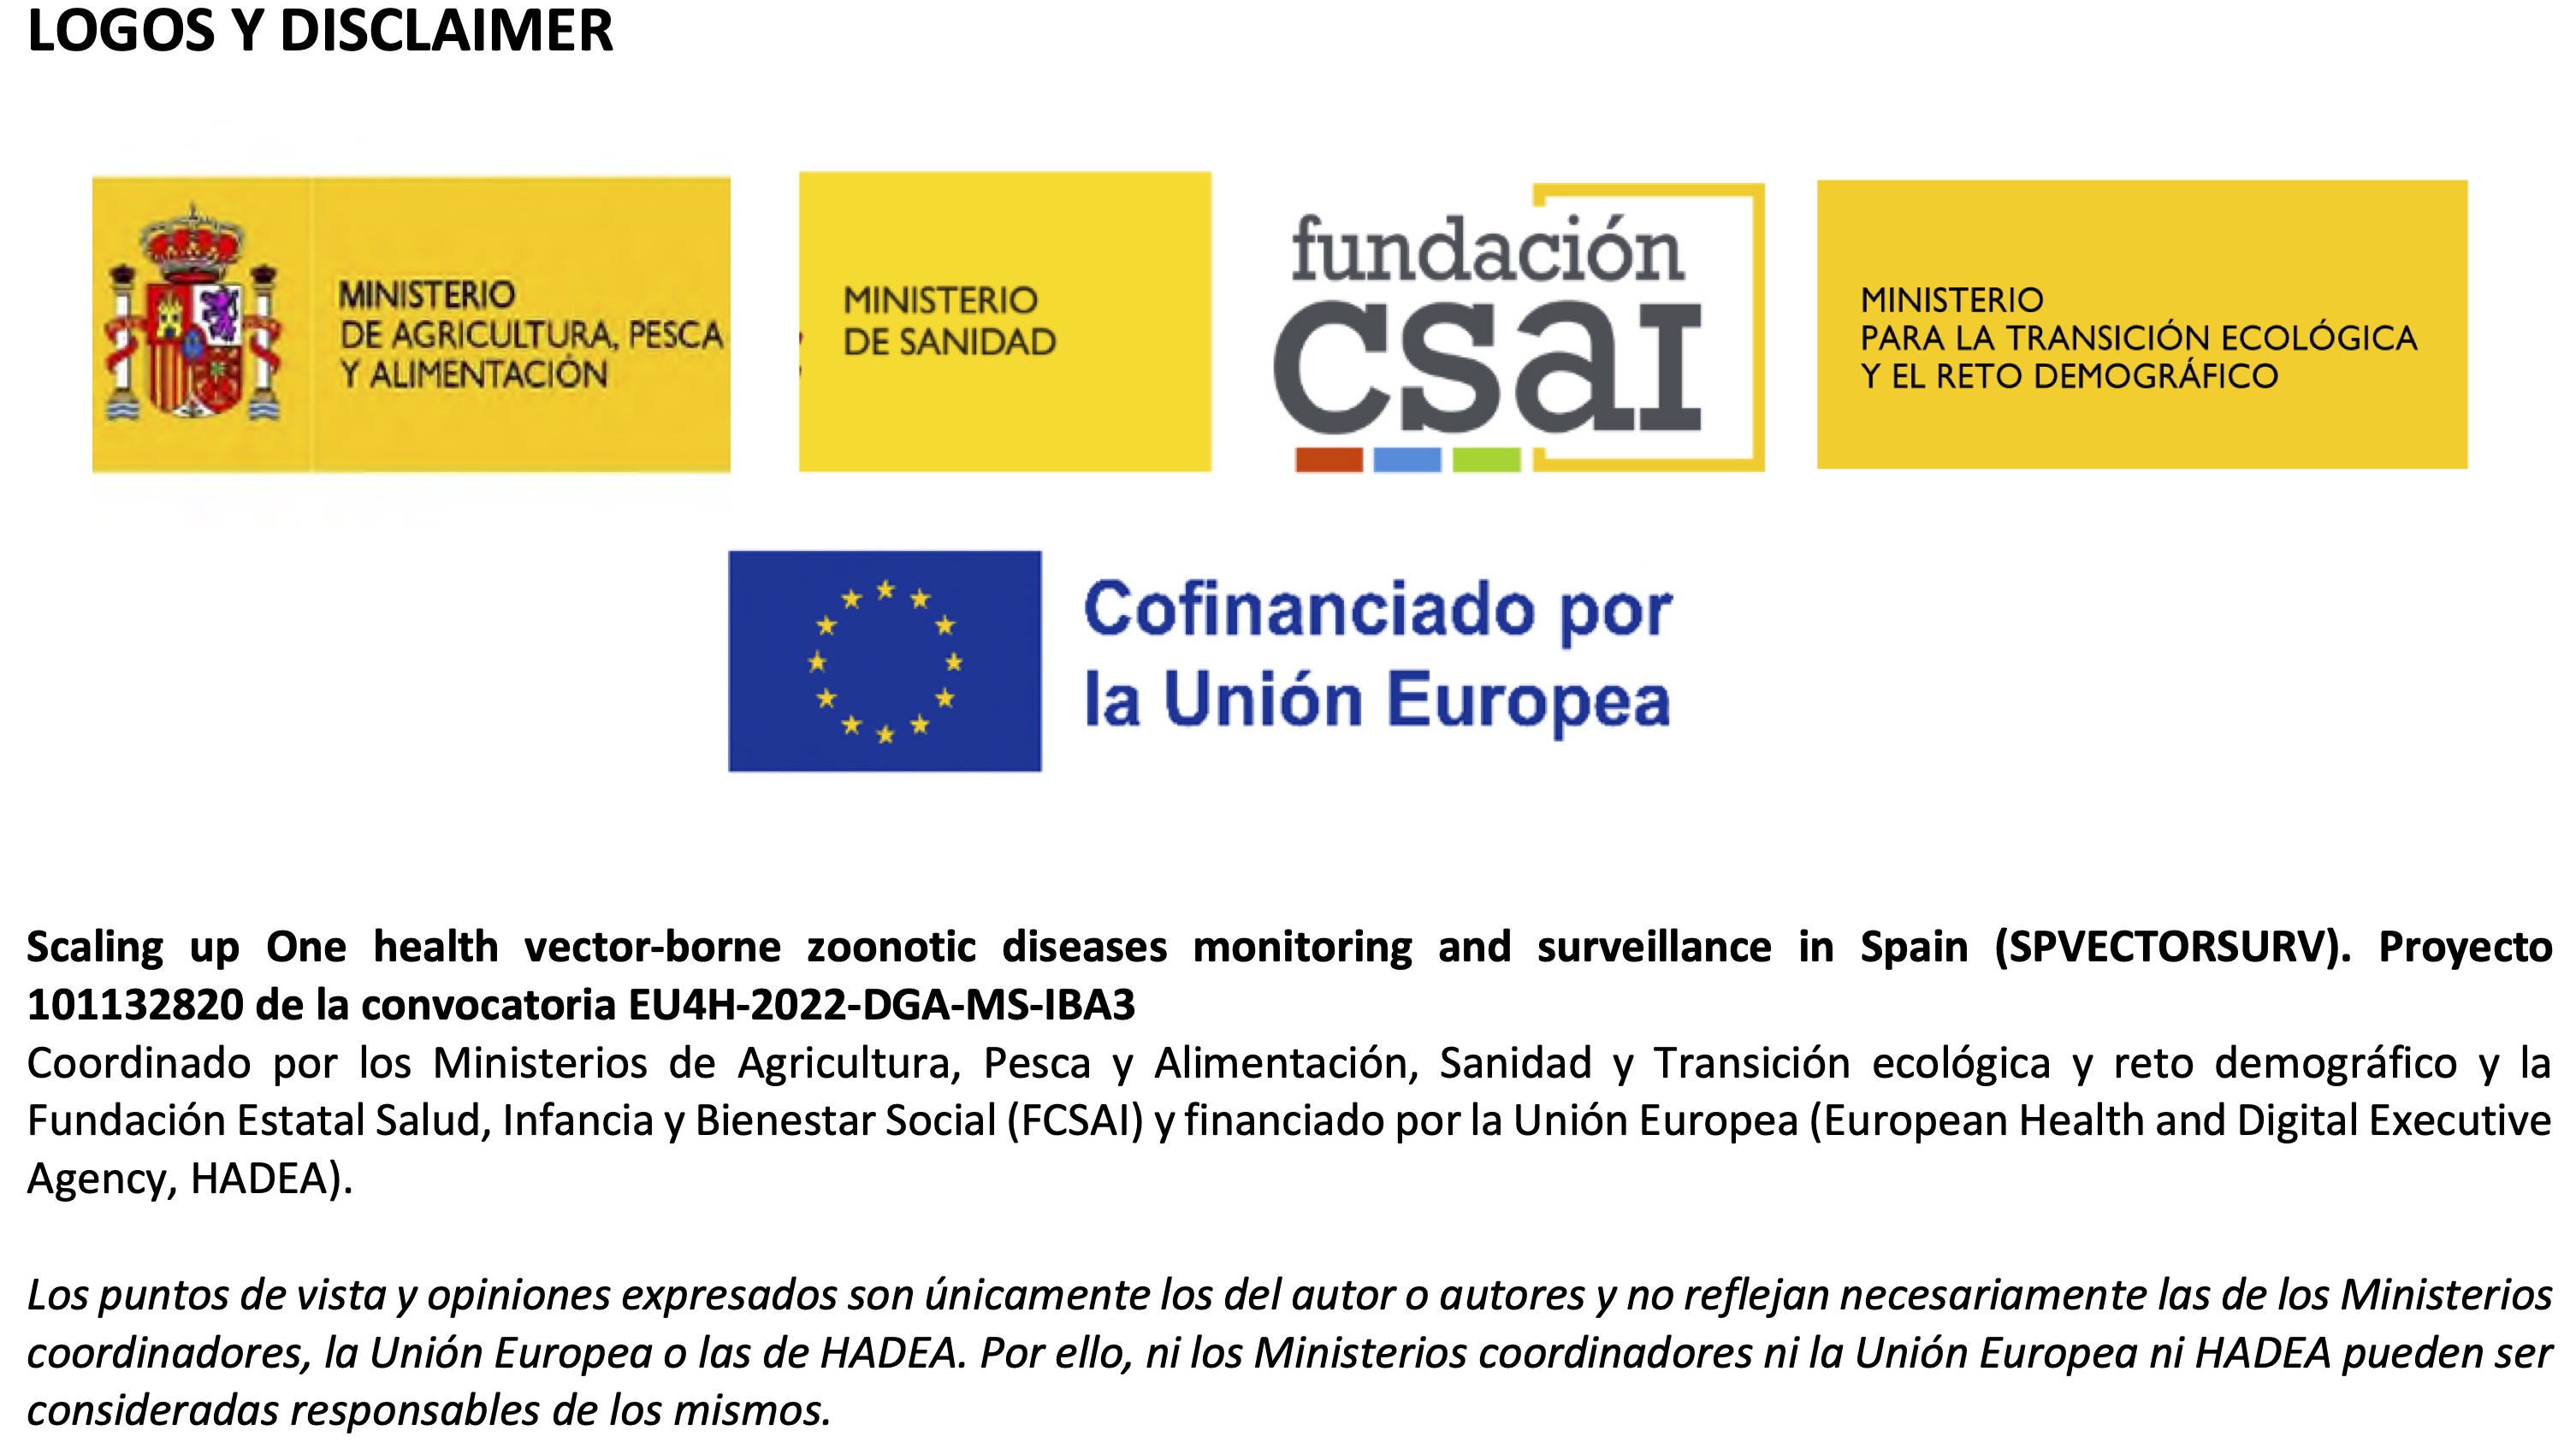 LOGOS Y DISCLAIMER
MINISTERIO
DE AGRICULTURA, PESCA
Y ALIMENTACIÓN
MINISTERIO
DE SANIDAD
fundación
csai
MINISTERIO
PARA LA TRANSICIÓN ECOLÓGICA
Y EL RETO DEMOGRÁFICO
Cofinanciado por
la Unión Europea
Scaling up One health vector-borne zoonotic diseases monitoring and surveillance in Spain (SPVECTORSURV). Proyecto
101132820 de la convocatoria EU4H-2022-DGA-MS-IBA3
Coordinado por los Ministerios de Agricultura, Pesca y Alimentación, Sanidad y Transición ecológica y reto demográfico y la
Fundación Estatal Salud, Infancia y Bienestar Social (FCSAI) y financiado por la Unión Europea (European Health and Digital Executive
Agency, HADEA).
Los puntos de vista y opiniones expresados son únicamente los del autor o autores y no reflejan necesariamente las de los Ministerios
coordinadores, la Unión Europea o las de HADEA. Por ello, ni los Ministerios coordinadores ni la Unión Europea ni HADEA pueden ser
consideradas responsables de los mismos.